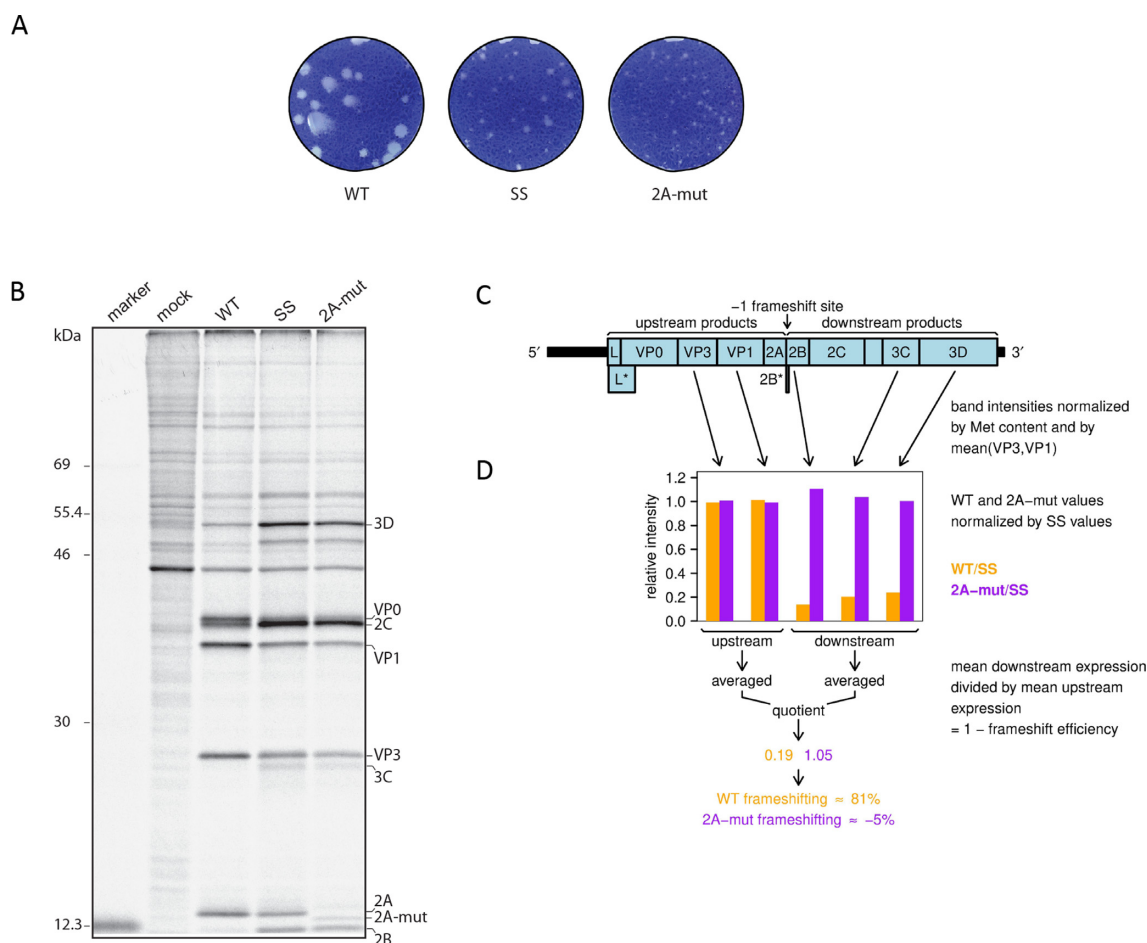 A
WT
SS
2A-mut
B
marker
mock
WT
SS
2A-mut
kDa
69
55.4
46
30
12.3
3D
VP0
2C
VP1
VP3
3C
2A
2A-mut
2B
C
−1 frameshift site
upstream products
downstream products
5′
L
VP0
VP3
VP1
2A
2B
2C
3C
3D
3′
L*
2B*
band intensities normalized
by Met content and by
mean(VP3,VP1)
D
relative intensity
1.2
1.0
0.8
0.6
0.4
0.2
0.0
WT and 2A−mut values
normalized by SS values
WT/SS
2A−mut/SS
upstream
downstream
averaged
averaged
quotient
0.19 1.05
mean downstream expression
divided by mean upstream
expression
= 1 − frameshift efficiency
WT frameshifting ≈ 81%
2A−mut frameshifting ≈ −5%